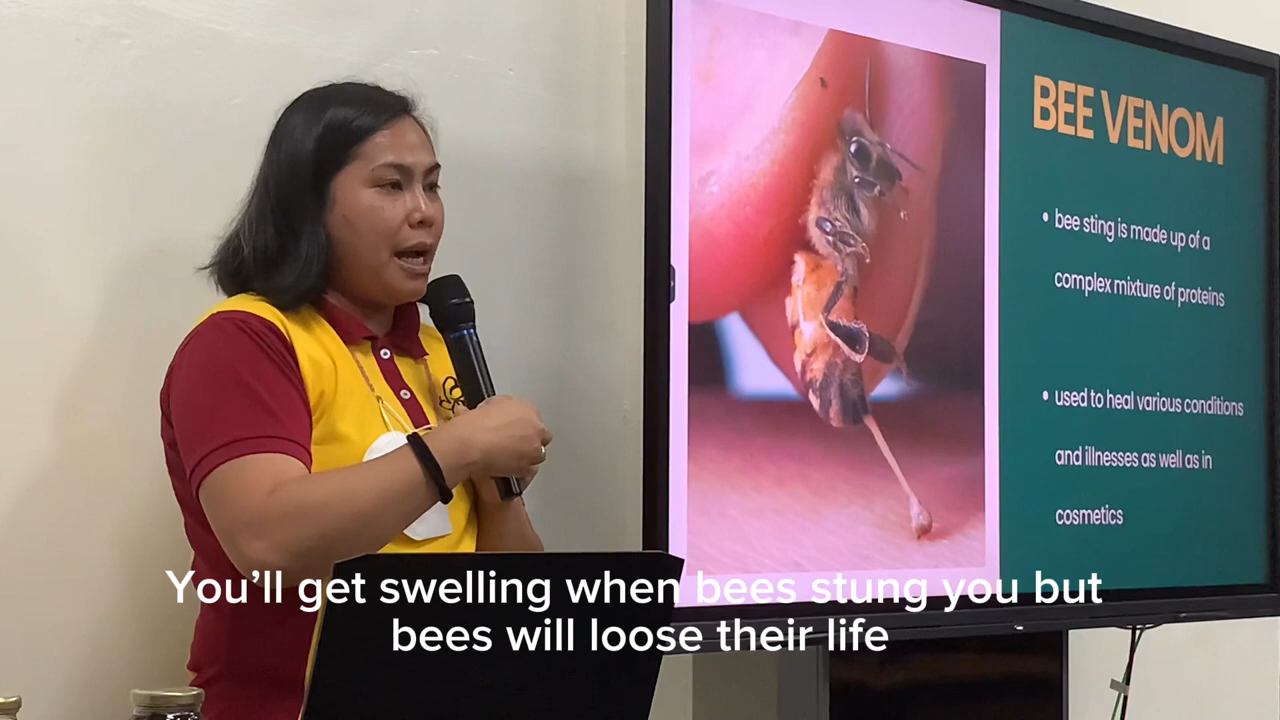 BEE VENOM
• bee sting is made up of a
complex mixture of proteins
• used to heal various conditions
and illnesses as well as in
cosmetics
You’ll get swelling when bees stung you but
bees will loose their life